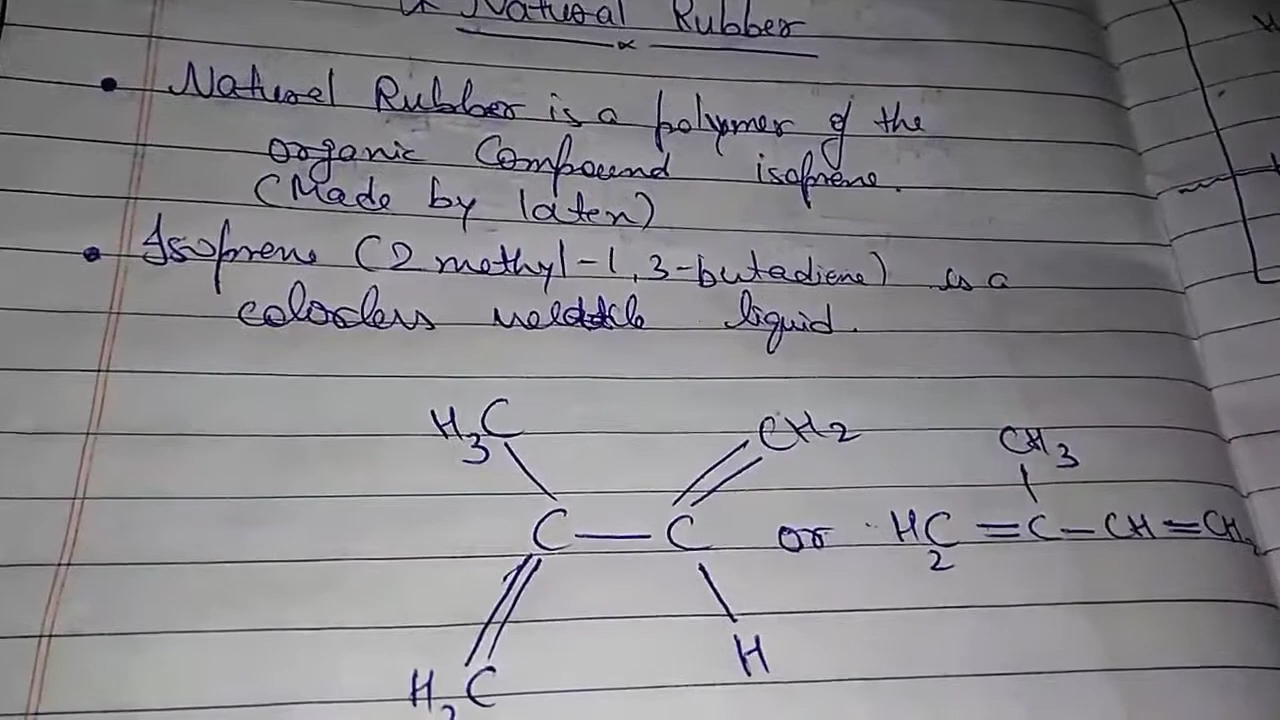 Natural Rubber
• Natural Rubber is a polymer of the
organic Compound isoprene.
(Made by latex)
• Isoprene (2 methyl-1,3-butadiene) is a
colorless liquid.
H3C CH2
CH3
C — C or H2C = C - CH = CH2
H
H2C